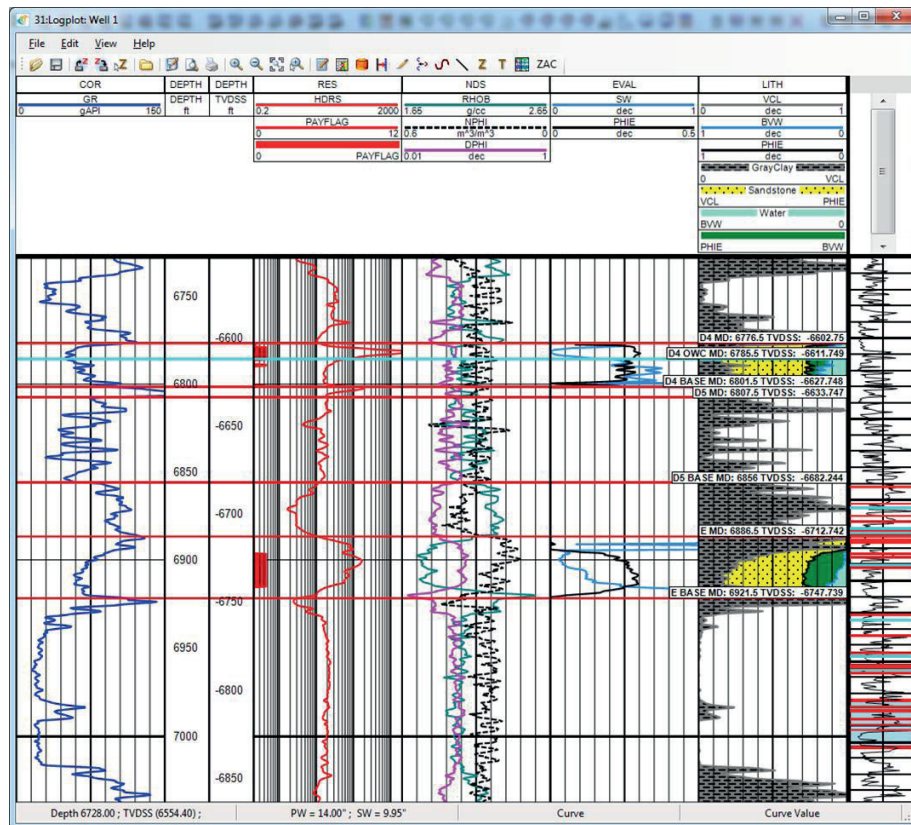 31:Logplot: Well 1
File Edit View Help
Z T ZAC
COR DEPTH DEPTH RES NDS EVAL LITH
GR DEPTH TVDSS HDRS RHOB SW VCL
0 gAPI 150 ft ft 0.2 2000 1.65 g/cc 2.65 0 dec 1 0 dec 1
PAYFLAG NPHI PHIE BVW
0 12 0.6 m^3/m^3 0 0 dec 0.5 1 dec 0
DPHI PHIE
0 PAYFLAG 0.01 dec 1 1 dec 0
GrayClay
0 VCL
Sandstone
VCL PHIE
Water
BVW 0
PHIE BVW
6750
-6600
D4 MD: 6776.5 TVDSS: -6602.75
D4 OWC MD: 6785.5 TVDSS: -6611.749
6800
D4 BASE MD: 6801.5 TVDSS: -6627.748
D5 MD: 6807.5 TVDSS: -6633.747
-6650
6850
D5 BASE MD: 6856 TVDSS: -6682.244
-6700
E MD: 6886.5 TVDSS: -6712.742
6900
E BASE MD: 6921.5 TVDSS: -6747.739
-6750
6950
-6800
7000
-6850
Depth 6728.00 ; TVDSS (6554.40) ; PW = 14.00" ; SW = 9.95" Curve Curve Value